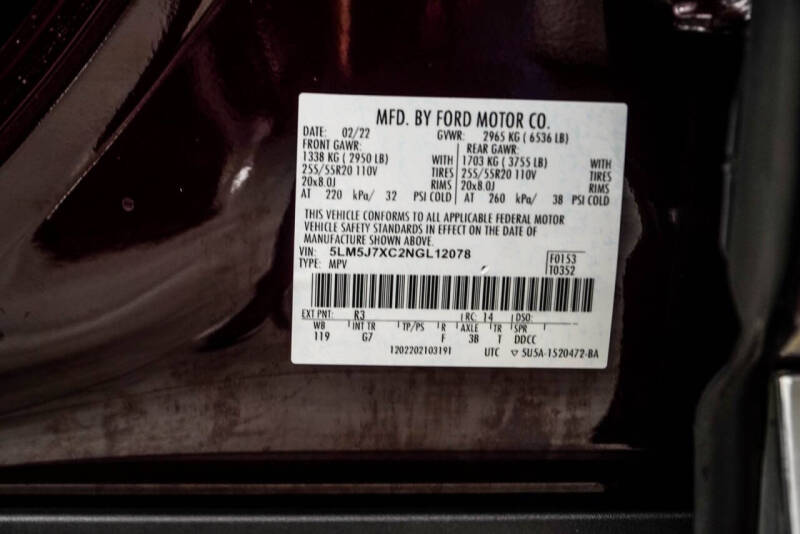 MFD. BY FORD MOTOR CO.
DATE: 02/22 GVWR: 2965 KG ( 6536 LB)
FRONT GAWR: REAR GAWR:
1338 KG ( 2950 LB) WITH 1703 KG ( 3755 LB) WITH
255/55R20 110V TIRES 255/55R20 110V TIRES
20x8.0J RIMS 20x8.0J RIMS
AT 220 kPa/ 32 PSI COLD AT 260 kPa/ 38 PSI COLD
THIS VEHICLE CONFORMS TO ALL APPLICABLE FEDERAL MOTOR
VEHICLE SAFETY STANDARDS IN EFFECT ON THE DATE OF
MANUFACTURE SHOWN ABOVE.
VIN: 5LM5J7XC2NGL12078 F0153
TYPE: MPV T0352
EXT PNT: R3 RC: 14 DSO:
WB INT TR TP/PS R AXLE TR SPR
119 G7 F 3B T DDCC
1202202103191 UTC ▽ 5U5A-1520472-BA